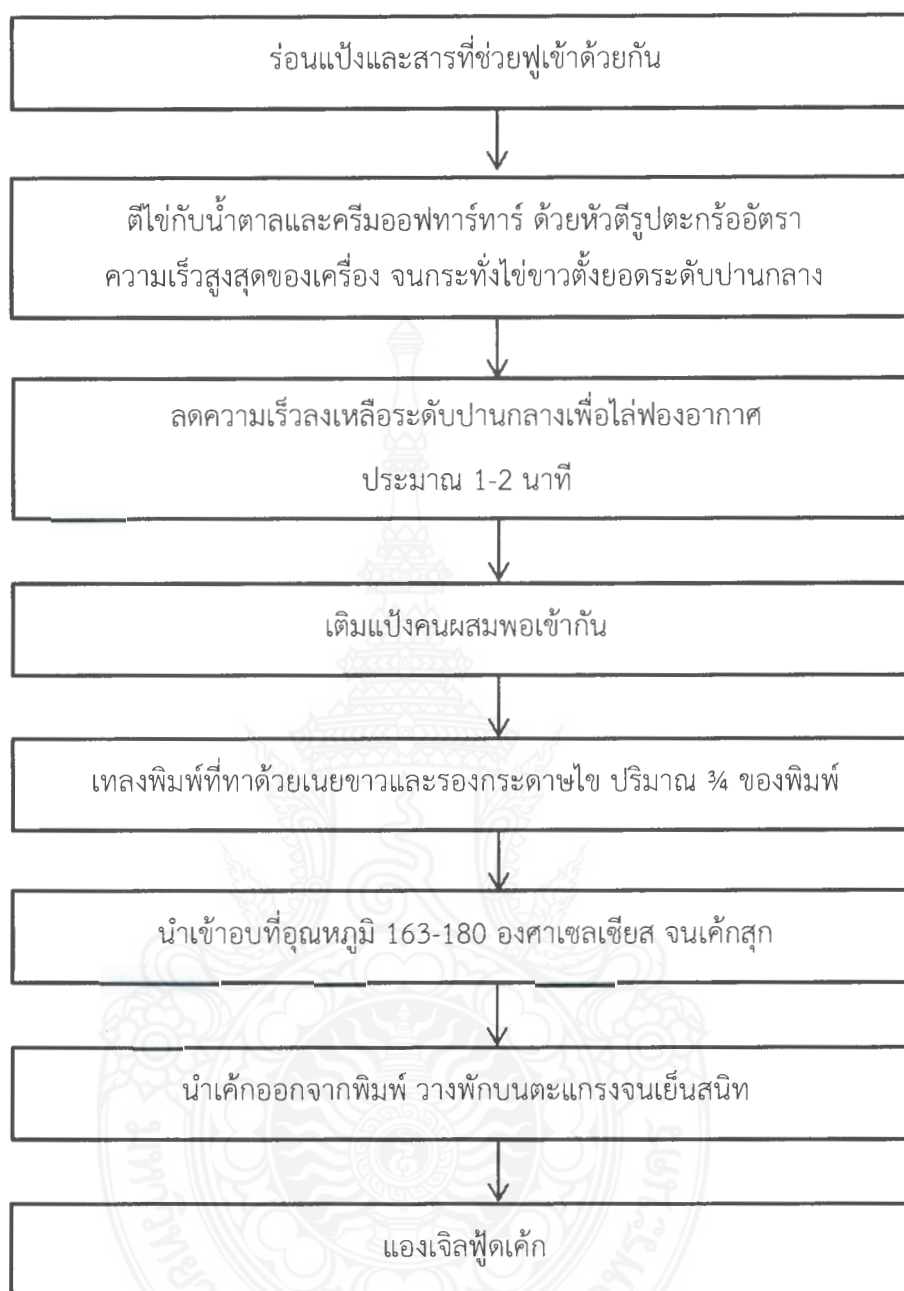 ร่อนแป้งและสารที่ช่วยฟูเข้าด้วยกัน
ตีไข่กับน้ำตาลและครีมออฟทาร์ทาร์ ด้วยหัวตีรูปตะกร้ออัตรา
ความเร็วสูงสุดของเครื่อง จนกระทั่งไข่ขาวตั้งยอดระดับปานกลาง
ลดความเร็วลงเหลือระดับปานกลางเพื่อไล่ฟองอากาศ
ประมาณ 1-2 นาที
เติมแป้งคนผสมพอเข้ากัน
เทลงพิมพ์ที่ทาด้วยเนยขาวและรองกระดาษไข ปริมาณ ¾ ของพิมพ์
นำเข้าอบที่อุณหภูมิ 163-180 องศาเซลเซียส จนเค้กสุก
นำเค้กออกจากพิมพ์ วางพักบนตะแกรงจนเย็นสนิท
แองเจิลฟู้ดเค้ก